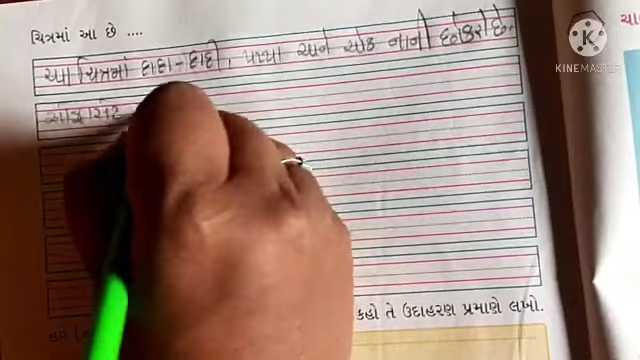 ચિત્રમાં આ છે ....
આ ચિત્રમાં દાદા-દાદી, પપ્પા અને એક નાની છોકરી છે.
કહો તે ઉદાહરણ પ્રમાણે લખો.
KINEMASTER